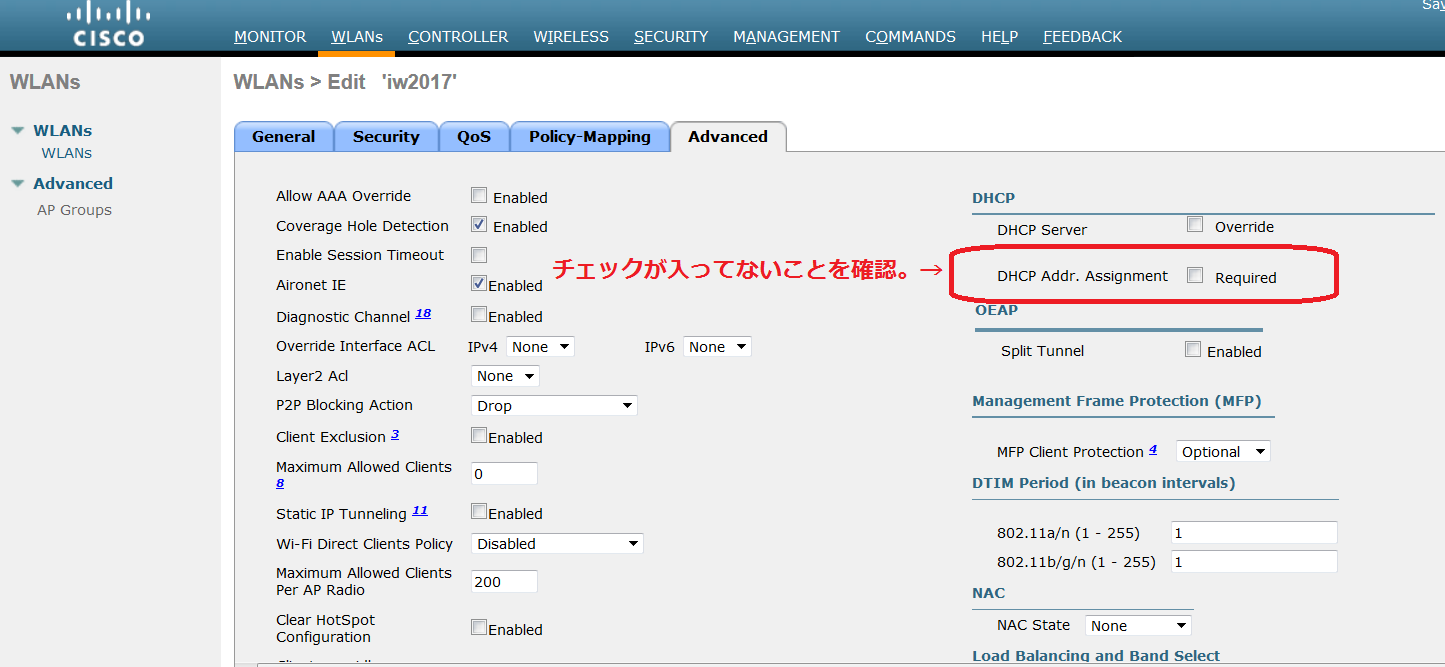 Sav
CISCO
MONITOR WLANs CONTROLLER WIRELESS SECURITY MANAGEMENT COMMANDS HELP FEEDBACK
WLANs
WLANs
WLANs
Advanced
AP Groups
WLANs > Edit 'iw2017'
General Security QoS Policy-Mapping Advanced
Allow AAA Override Enabled
Coverage Hole Detection Enabled
Enable Session Timeout
Aironet IE Enabled
Diagnostic Channel 18 Enabled
Override Interface ACL IPv4 None IPv6 None
Layer2 Acl None
P2P Blocking Action Drop
Client Exclusion 3 Enabled
Maximum Allowed Clients
8 0
Static IP Tunneling 11 Enabled
Wi-Fi Direct Clients Policy Disabled
Maximum Allowed Clients
Per AP Radio 200
Clear HotSpot
Configuration Enabled
チェックが入ってないことを確認。→
DHCP
DHCP Server Override
DHCP Addr. Assignment Required
OEAP
Split Tunnel Enabled
Management Frame Protection (MFP)
MFP Client Protection 4 Optional
DTIM Period (in beacon intervals)
802.11a/n (1 - 255) 1
802.11b/g/n (1 - 255) 1
NAC
NAC State None
Load Balancing and Band Select